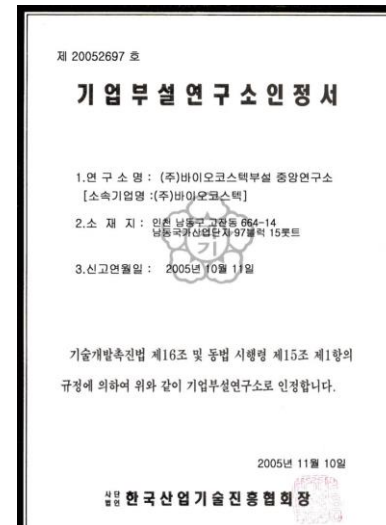 제 20052697 호
기업부설연구소인정서
1.연 구 소 명 : (주)바이오코스텍부설 중앙연구소
[소속기업명 :(주)바이오코스텍]
2.소 재 지 : 인천 남동구 고잔동 664-14
남동국가산업단지 97블럭 15롯트
기
3.신고연월일 : 2005년 10월 11일
기술개발촉진법 제16조 및 동법 시행령 제15조 제1항의
규정에 의하여 위와 같이 기업부설연구소로 인정합니다.
2005년 11월 10일
사단법인 한국산업기술진흥협회장